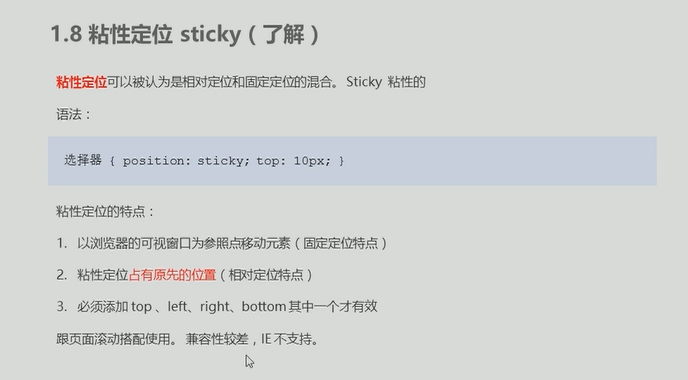 1.8 粘性定位 sticky（了解）
粘性定位可以被认为是相对定位和固定定位的混合。 Sticky 粘性的
语法：
选择器 { position: sticky; top: 10px; }
粘性定位的特点：
1. 以浏览器的可视窗口为参照点移动元素（固定定位特点）
2. 粘性定位占有原先的位置（相对定位特点）
3. 必须添加 top 、left、right、bottom 其中一个才有效
跟页面滚动搭配使用。 兼容性较差，IE 不支持。